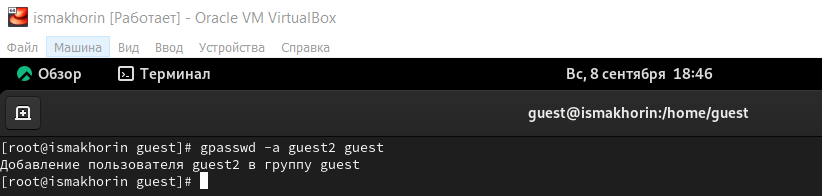 ismakhorin [Работает] - Oracle VM VirtualBox
Файл Машина Вид Ввод Устройства Справка
Обзор Терминал Вс, 8 сентября 18:46
guest@ismakhorin:/home/guest
[root@ismakhorin guest]# gpasswd -a guest2 guest
Добавление пользователя guest2 в группу guest
[root@ismakhorin guest]#